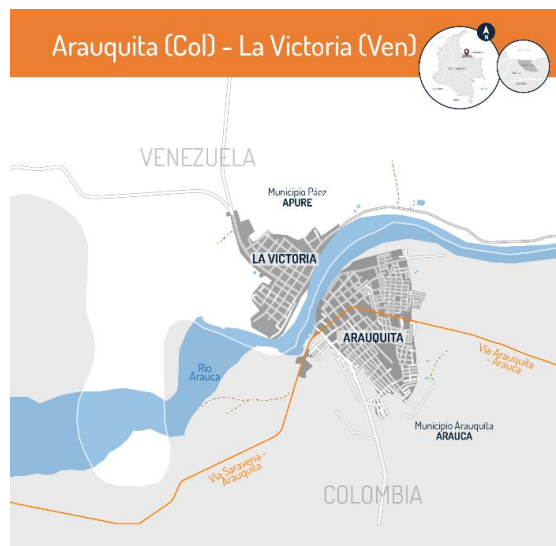 Arauquita (Col) - La Victoria (Ven)
N
VENEZUELA
Municipio Páez
APURE
LA VICTORIA
ARAUQUITA
Río
Arauca
Vía Arauquita
- Arauca
Municipio Arauquita
ARAUCA
Vía Saravena -
Arauquita
COLOMBIA